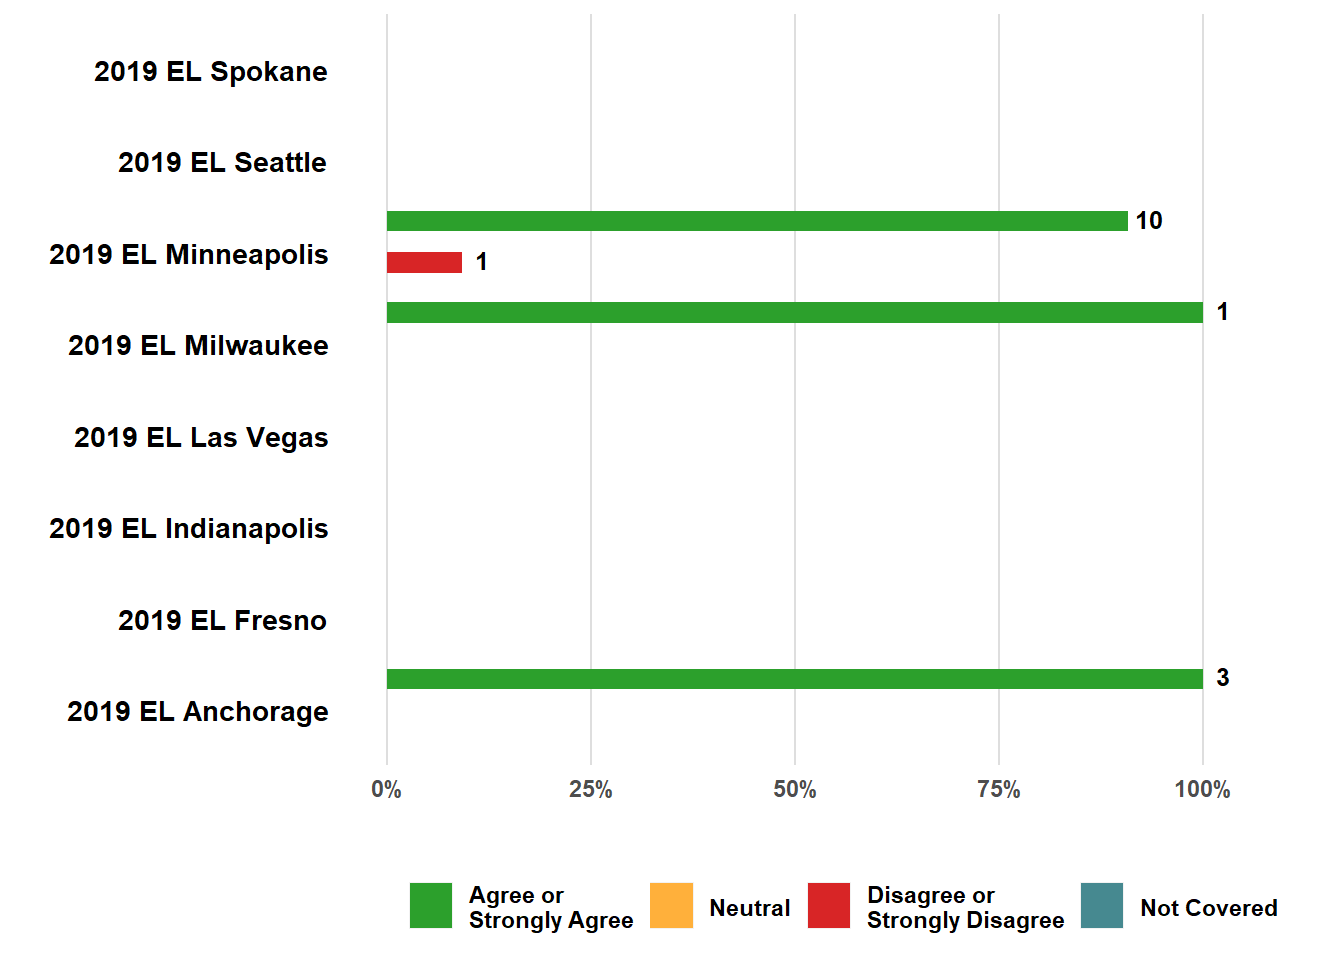 2019 EL Spokane
2019 EL Seattle
10
2019 EL Minneapolis
1
1
2019 EL Milwaukee
2019 EL Las Vegas
2019 EL Indianapolis
2019 EL Fresno
3
2019 EL Anchorage
0% 25% 50% 75% 100%
Agree or
Strongly Agree
Neutral
Disagree or
Strongly Disagree
Not Covered